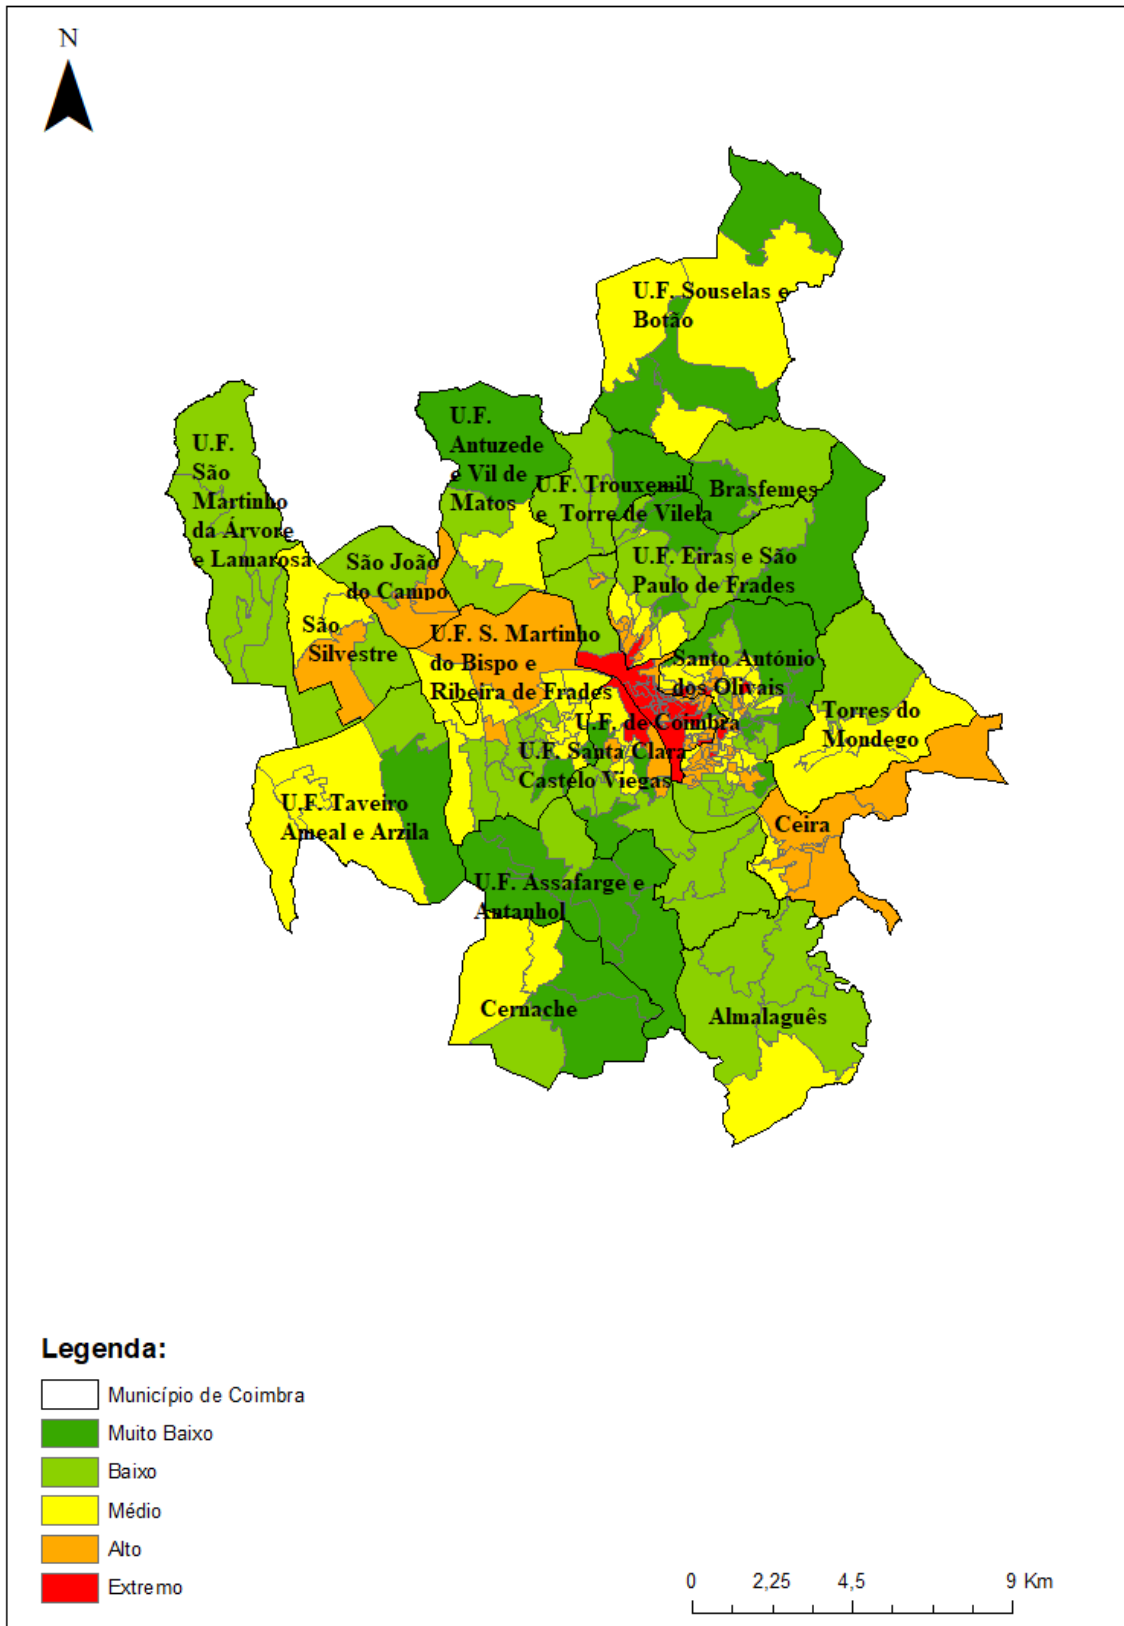 N
U.F. Souselas e
Botão
U.F.
Antuzede
e Vil de
Matos
U.F.
São
Martinho
da Árvore
e Lamarosa
U.F. Trouxemil
e Torre de Vilela
Brasfemes
São João
do Campo
U.F. Eiras e São
Paulo de Frades
São
Silvestre
U.F. S. Martinho
do Bispo e
Ribeira de Frades
Santo António
dos Olivais
U.F. de Coimbra
Torres do
Mondego
U.F. Santa Clara
Castelo Viegas
U.F. Taveiro
Ameal e Arzila
Ceira
U.F. Assafarge e
Antanhol
Cernache
Almalaguês
Legenda:
Município de Coimbra
Muito Baixo
Baixo
Médio
Alto
Extremo
0 2,25 4,5 9 Km